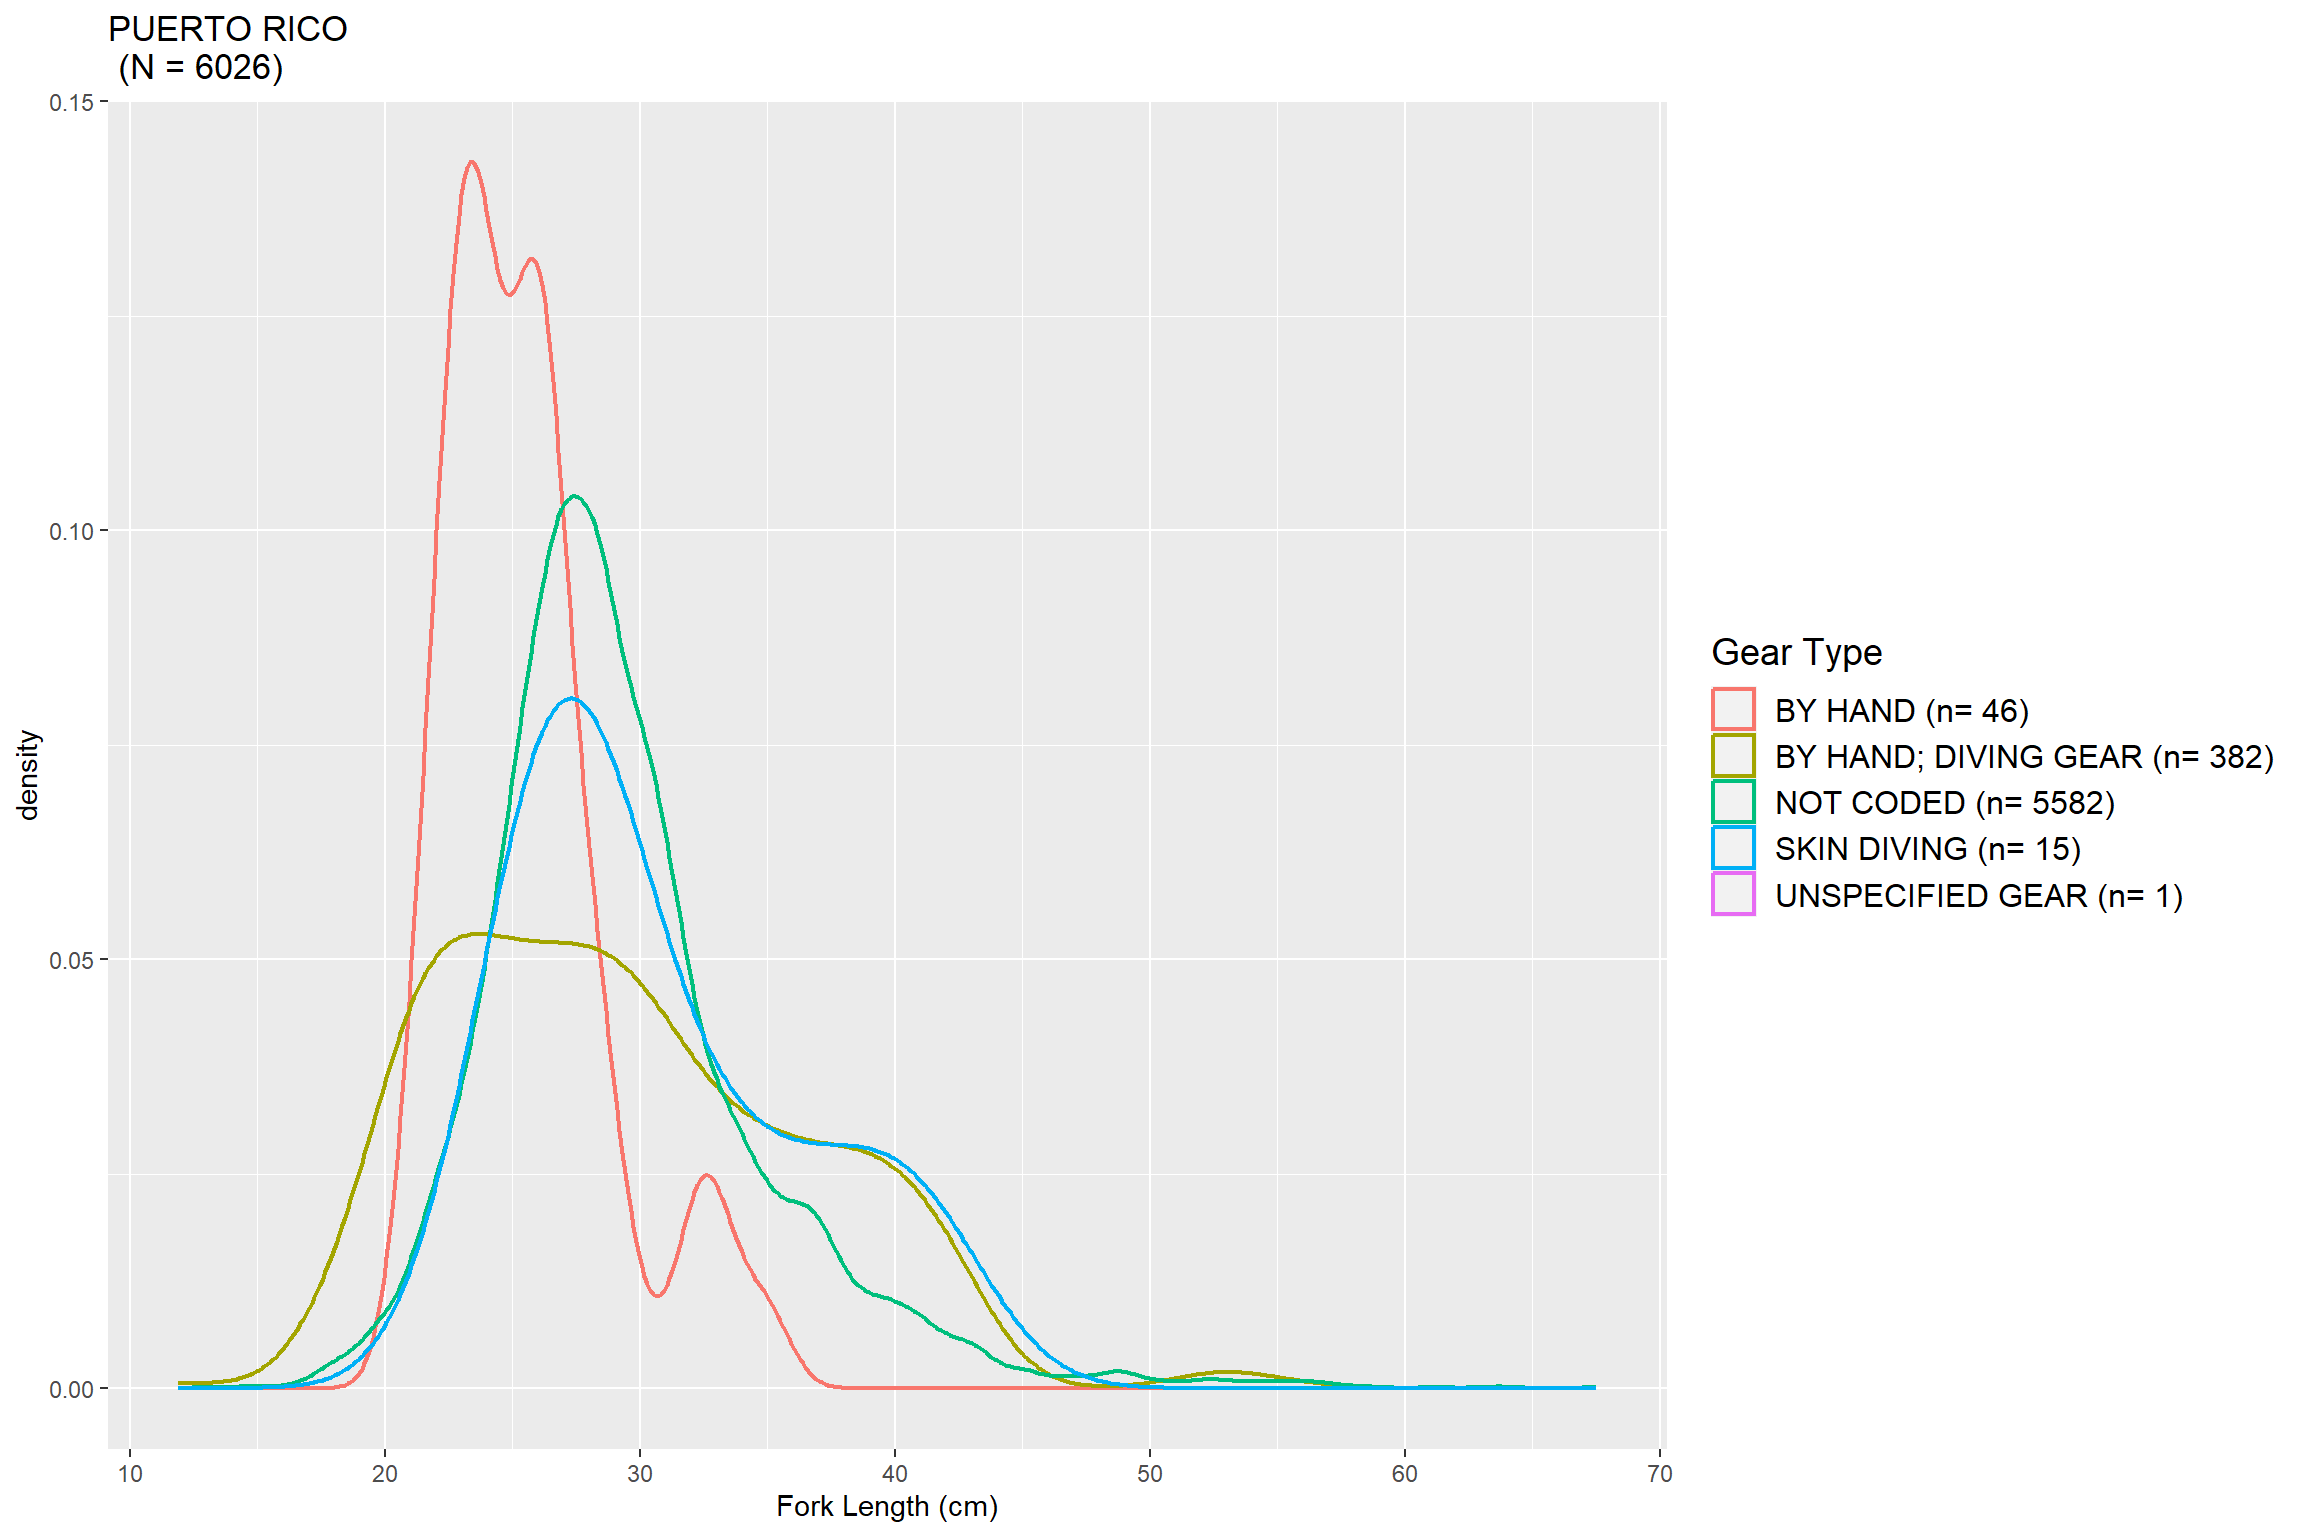 PUERTO RICO
(N = 6026)
0.15
0.10
0.05
0.00
density
10 20 30 40 50 60 70
Fork Length (cm)
Gear Type
BY HAND (n= 46)
BY HAND; DIVING GEAR (n= 382)
NOT CODED (n= 5582)
SKIN DIVING (n= 15)
UNSPECIFIED GEAR (n= 1)